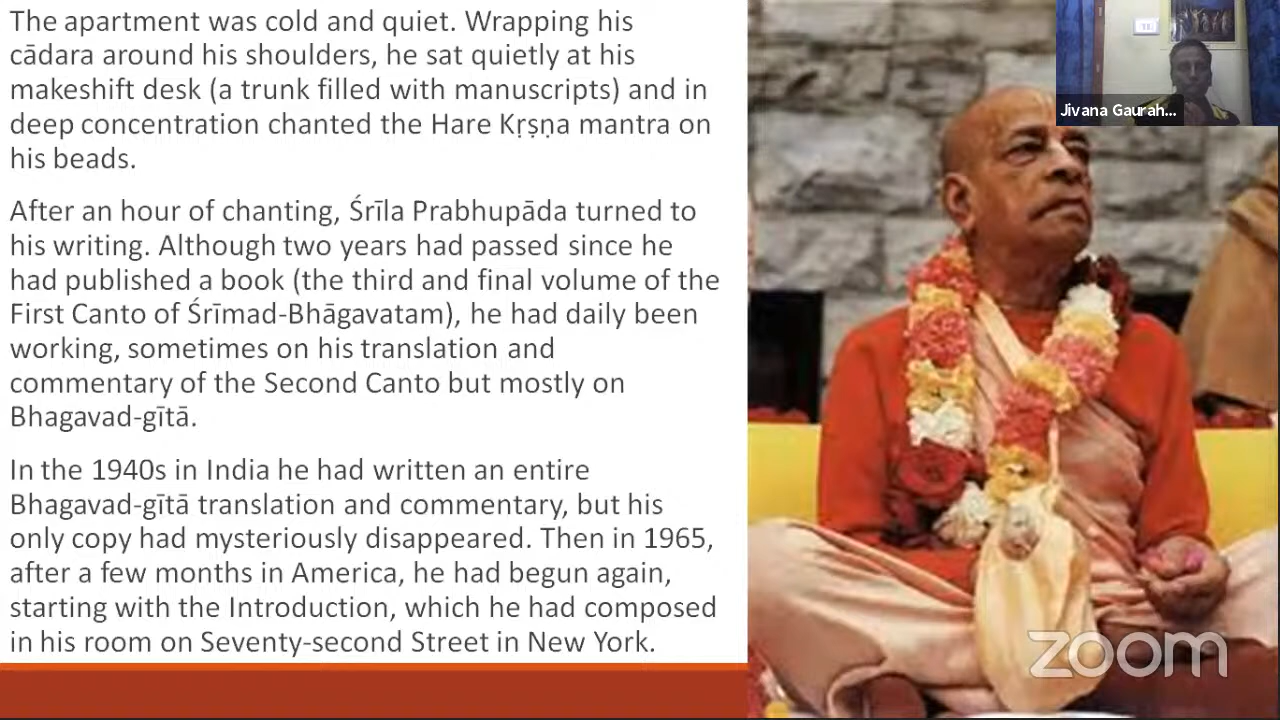 The apartment was cold and quiet. Wrapping his
cādara around his shoulders, he sat quietly at his
makeshift desk (a trunk filled with manuscripts) and in
deep concentration chanted the Hare Kṛṣṇa mantra on
his beads.
After an hour of chanting, Śrīla Prabhupāda turned to
his writing. Although two years had passed since he
had published a book (the third and final volume of the
First Canto of Śrīmad-Bhāgavatam), he had daily been
working, sometimes on his translation and
commentary of the Second Canto but mostly on
Bhagavad-gītā.
In the 1940s in India he had written an entire
Bhagavad-gītā translation and commentary, but his
only copy had mysteriously disappeared. Then in 1965,
after a few months in America, he had begun again,
starting with the Introduction, which he had composed
in his room on Seventy-second Street in New York.
Jivana Gaurah...
zoom